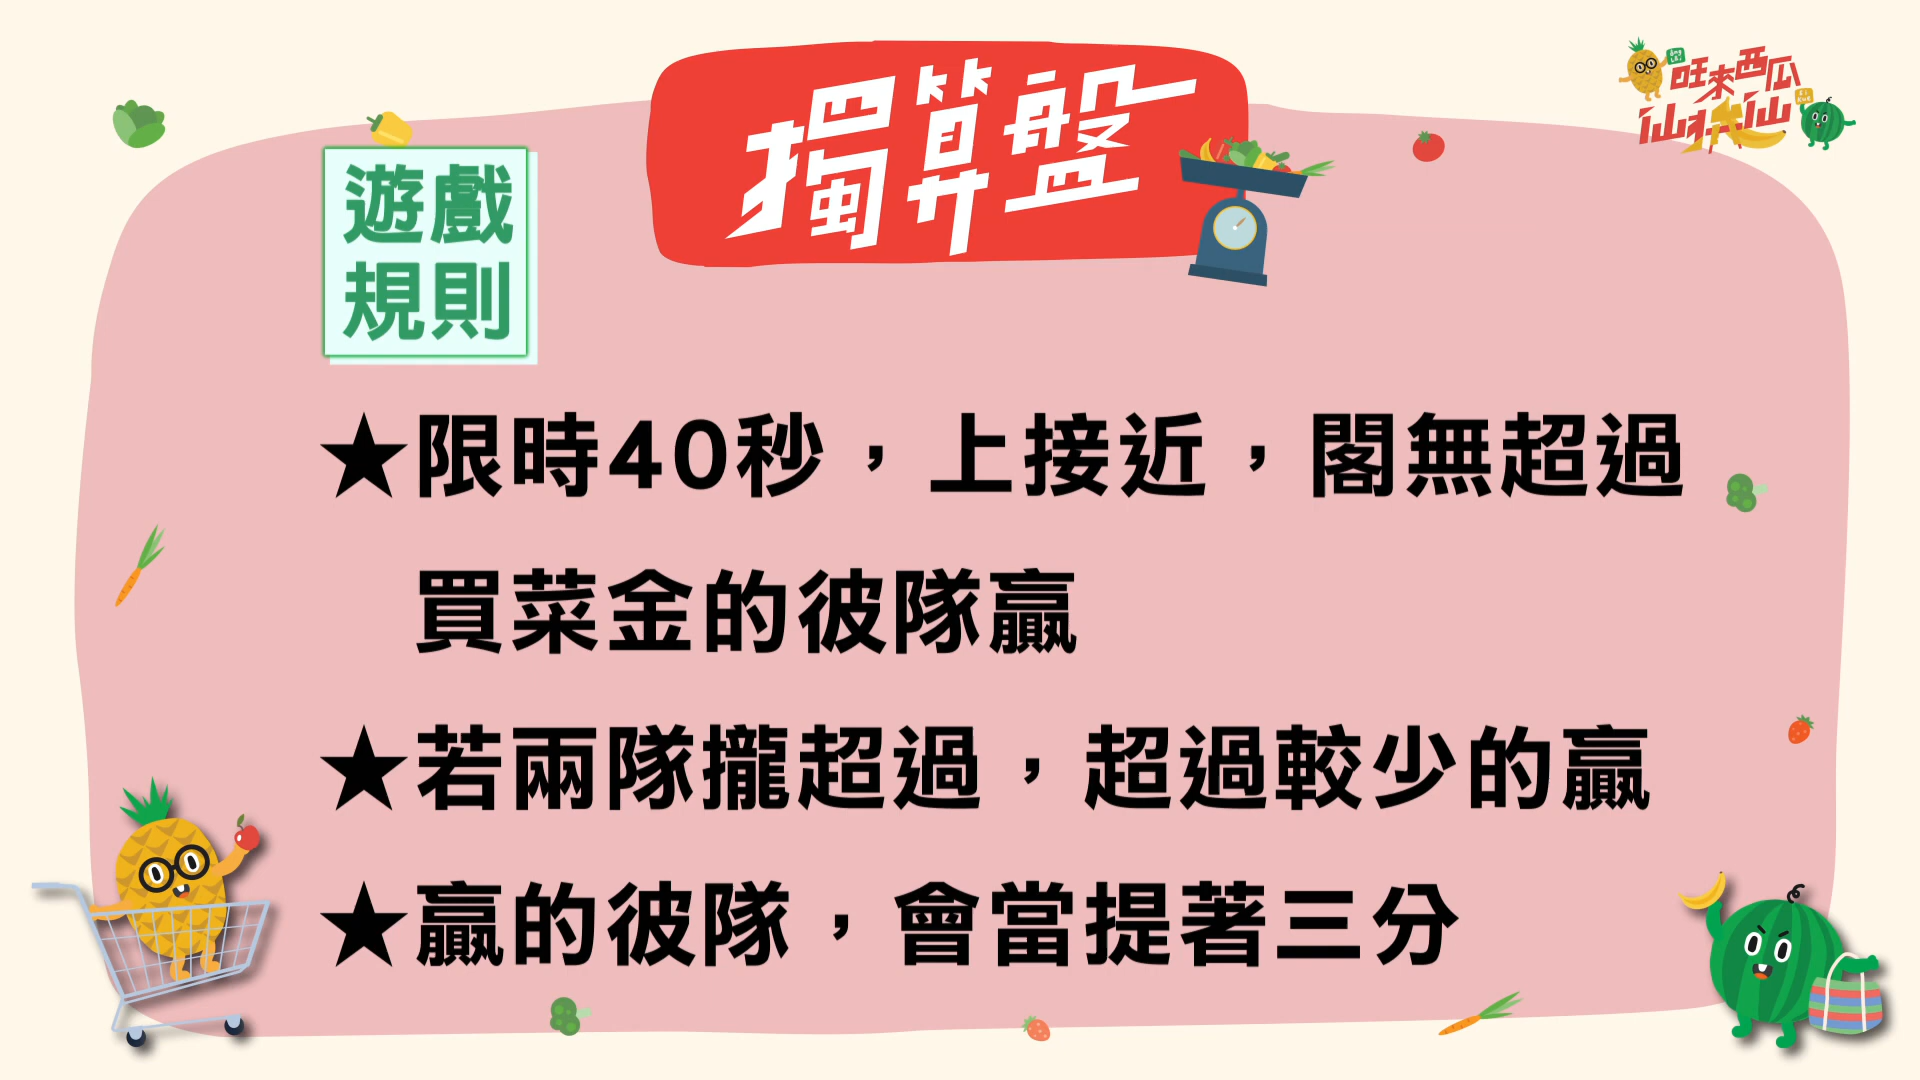 擉算盤
旺來西瓜
仙拚仙
遊戲
規則
★限時40秒，上接近，閣無超過
買菜金的彼隊贏
★若兩隊攏超過，超過較少的贏
★贏的彼隊，會當提著三分